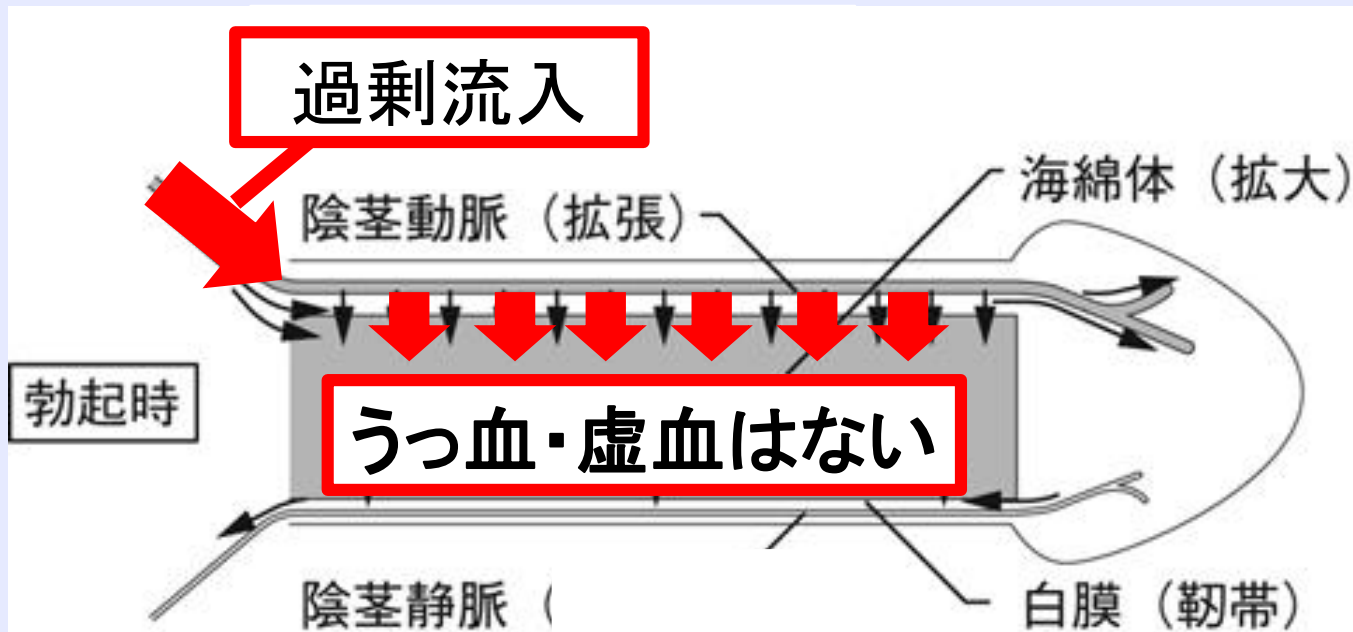 過剰流入
海綿体（拡大）
陰茎動脈（拡張）
勃起時
うっ血・虚血はない
陰茎静脈（
白膜（靭帯）